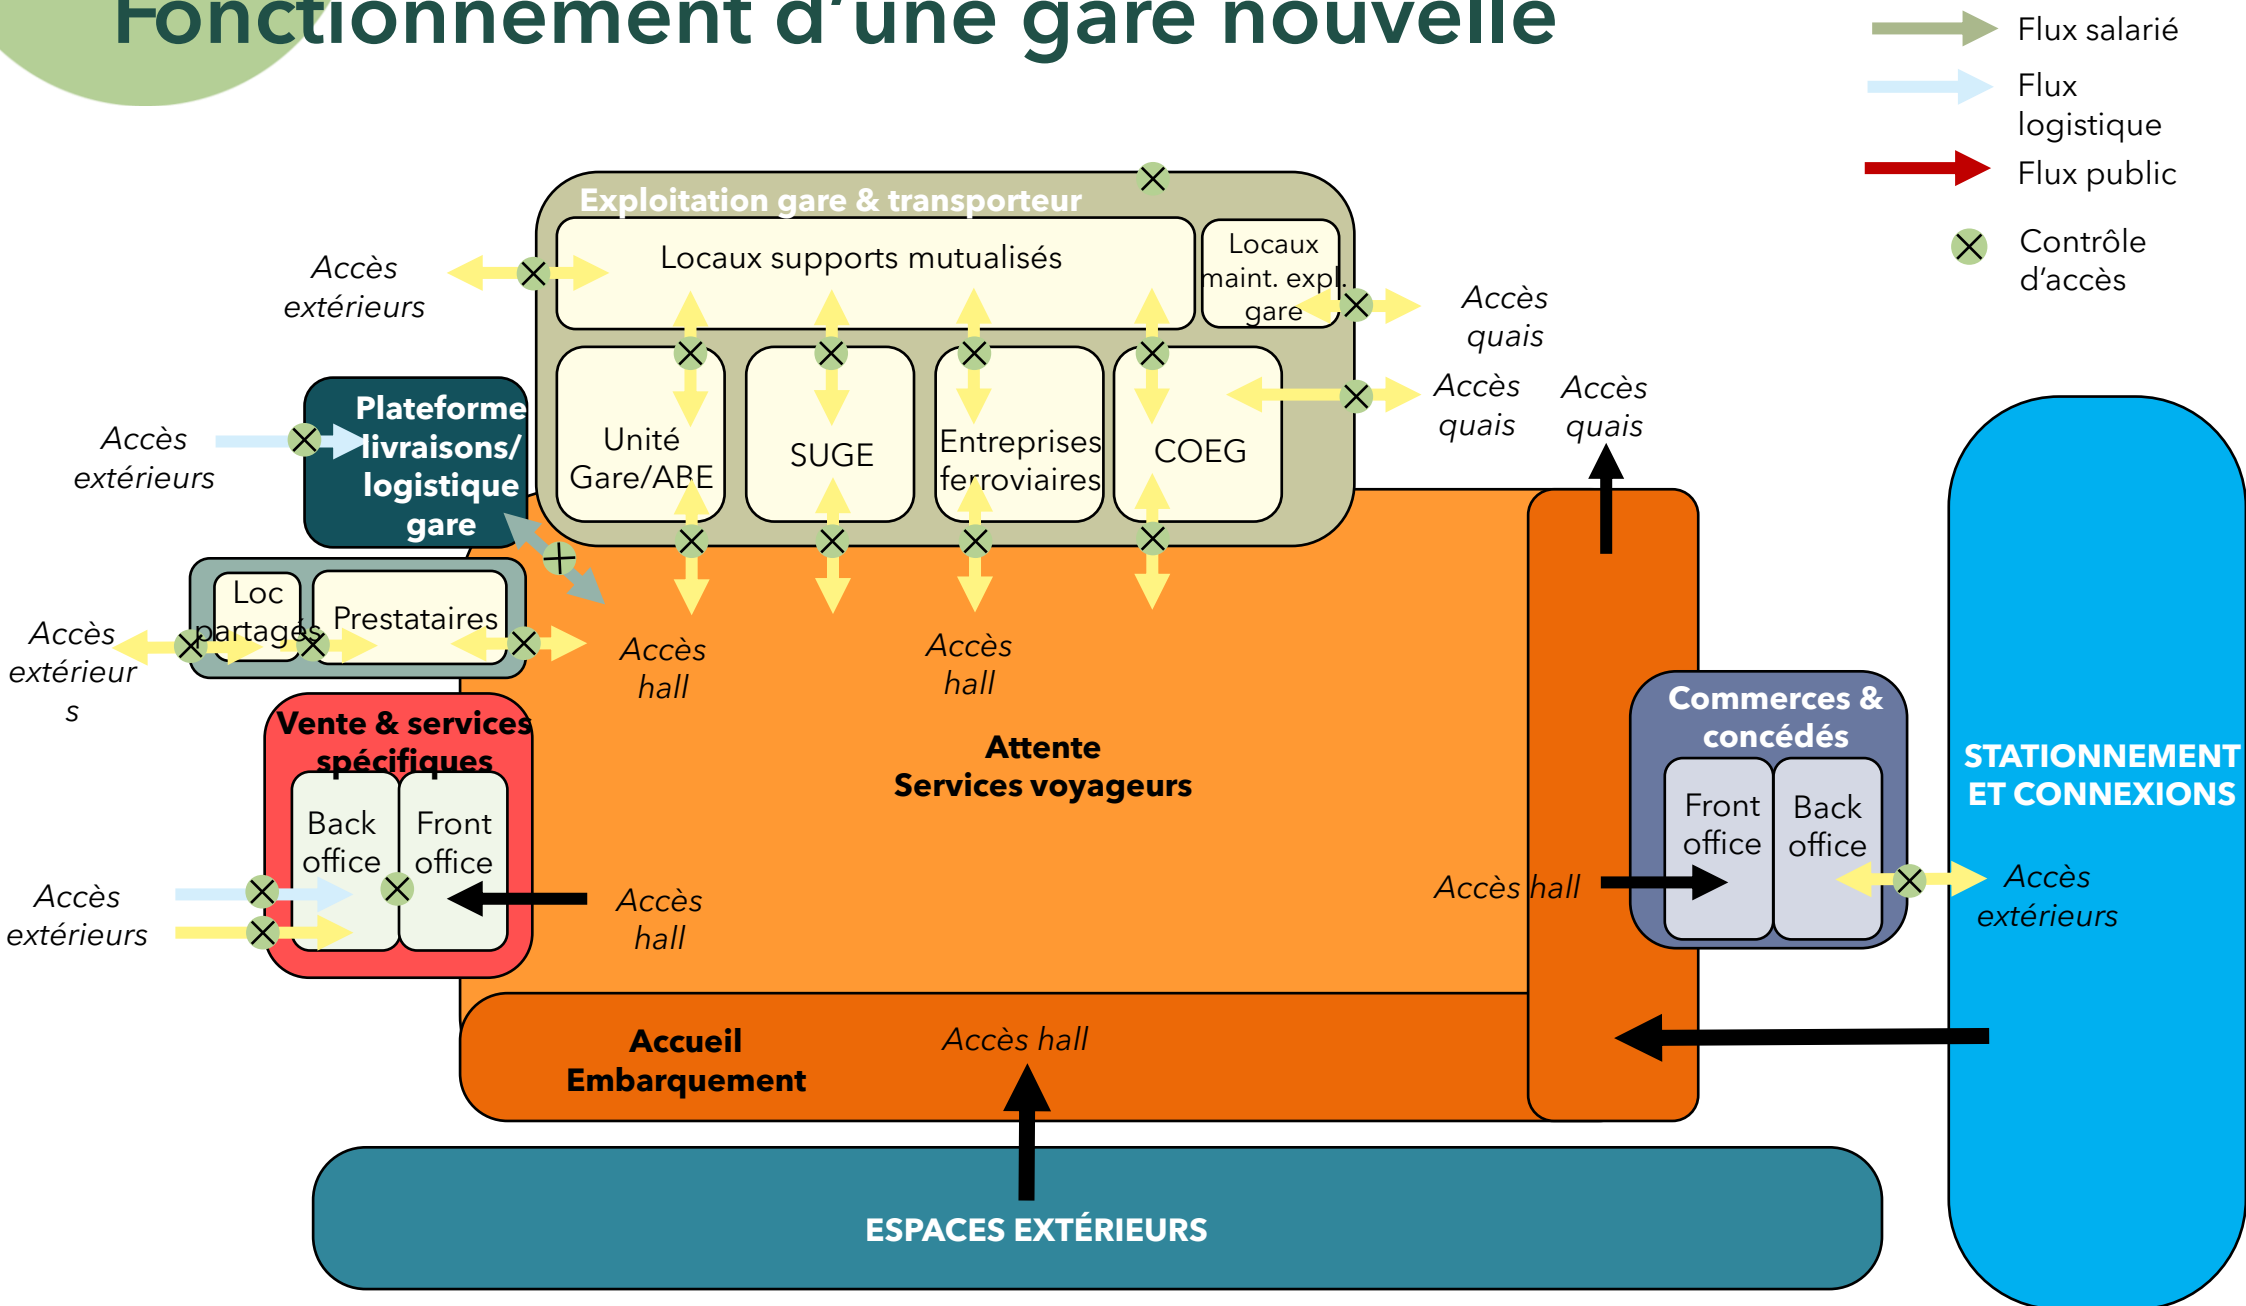 Fonctionnement d'une gare nouvelle
Flux salarié
Flux
logistique
Flux public
Contrôle
d'accès
Exploitation gare & transporteur
Locaux supports mutualisés
Locaux
maint. expl.
gare
Accès
extérieurs
Accès
quais
Accès
quais
Accès
quais
Plateforme
livraisons/
logistique
gare
Accès
extérieurs
Unité
Gare/ABE
SUGE
Entreprises
ferroviaires
COEG
Loc
partagés
Prestataires
Accès
extérieur
s
Accès
hall
Accès
hall
Vente & services
spécifiques
Back
office
Front
office
Accès
extérieurs
Accès
hall
Attente
Services voyageurs
Commerces &
concédés
Front
office
Back
office
Accès hall
STATIONNEMENT
ET CONNEXIONS
Accès
extérieurs
Accueil
Embarquement
Accès hall
ESPACES EXTÉRIEURS